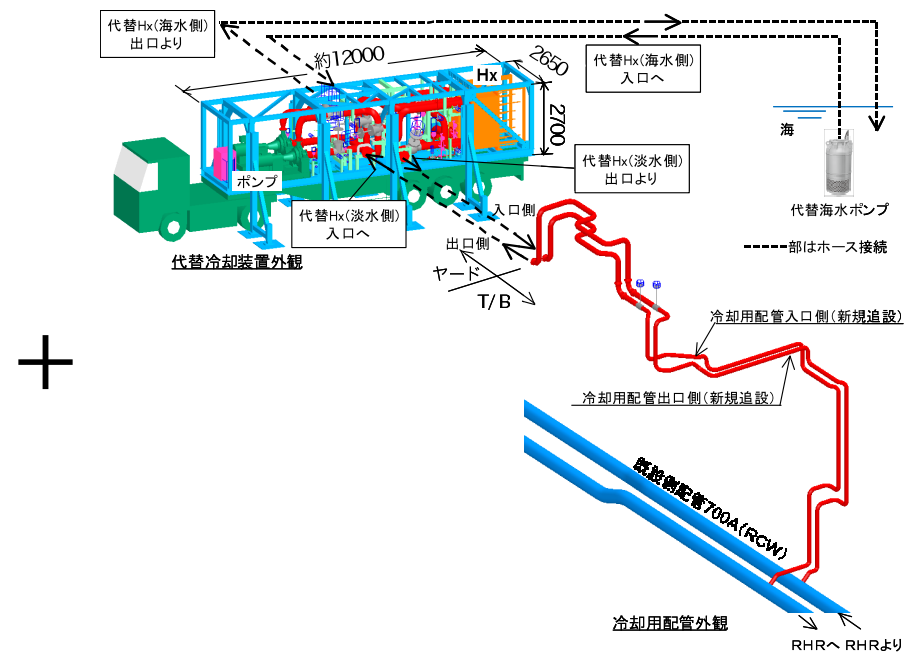 代替Hx(海水側)
出口より
約12000
2650
Hx
代替Hx(海水側)
入口へ
2700
海
代替Hx(淡水側)
出口より
ポンプ
代替Hx(淡水側)
入口へ
入口側
代替海水ポンプ
出口側
部はホース接続
代替冷却装置外観
ヤード
T/B
冷却用配管入口側(新規追設)
冷却用配管出口側(新規追設)
既設側配管700A(RCW)
冷却用配管外観
RHRへ RHRより